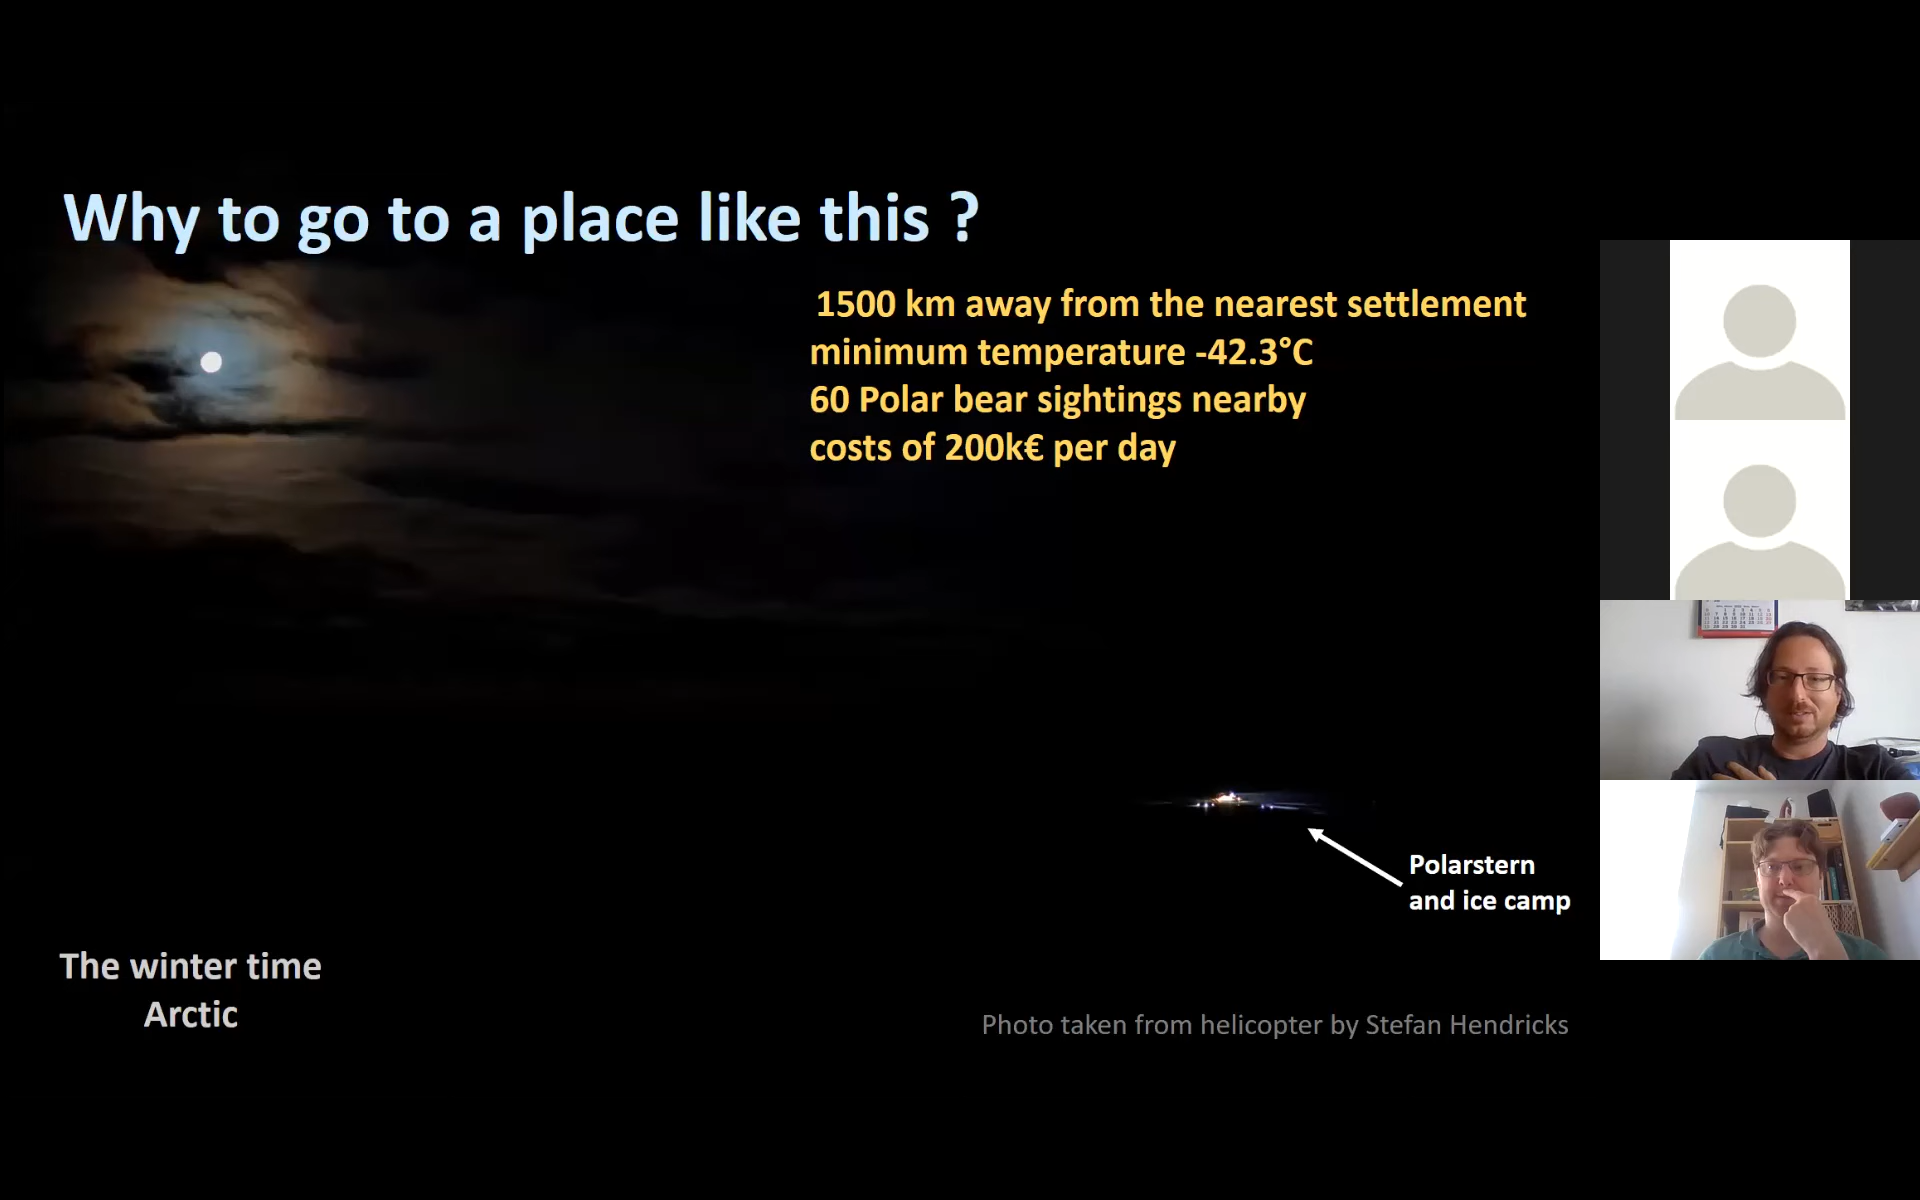 Why to go to a place like this ?
1500 km away from the nearest settlement
minimum temperature -42.3°C
60 Polar bear sightings nearby
costs of 200k€ per day
Polarstern
and ice camp
The winter time
Arctic
Photo taken from helicopter by Stefan Hendricks